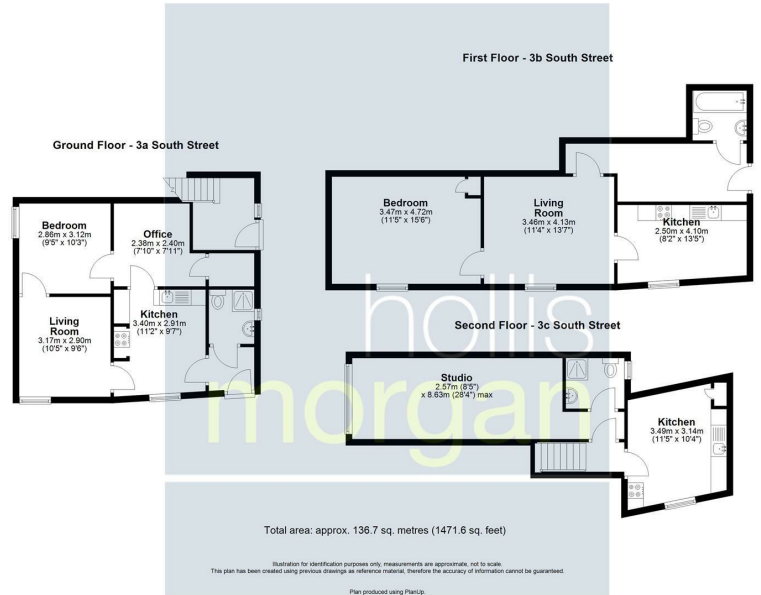 First Floor - 3b South Street
Ground Floor - 3a South Street
Bedroom
2.86m x 3.12m
(9'5" x 10'3")
Office
2.38m x 2.40m
(7'10" x 7'11")
Living
Room
3.17m x 2.90m
(10'5" x 9'6")
Kitchen
3.40m x 2.91m
(11'2" x 9'7")
Bedroom
3.47m x 4.72m
(11'5" x 15'6")
Living
Room
3.46m x 4.13m
(11'4" x 13'7")
Kitchen
2.50m x 4.10m
(8'2" x 13'5")
hollis
morgan
Second Floor - 3c South Street
Studio
2.57m (8'5")
x 8.63m (28'4") max
Kitchen
3.49m x 3.14m
(11'5" x 10'4")
Total area: approx. 136.7 sq. metres (1471.6 sq. feet)
Illustration for identification purposes only, measurements are approximate, not to scale.
This plan has been created using previous drawings as reference material, therefore the accuracy of information cannot be guaranteed.
Plan produced using PlanUp.